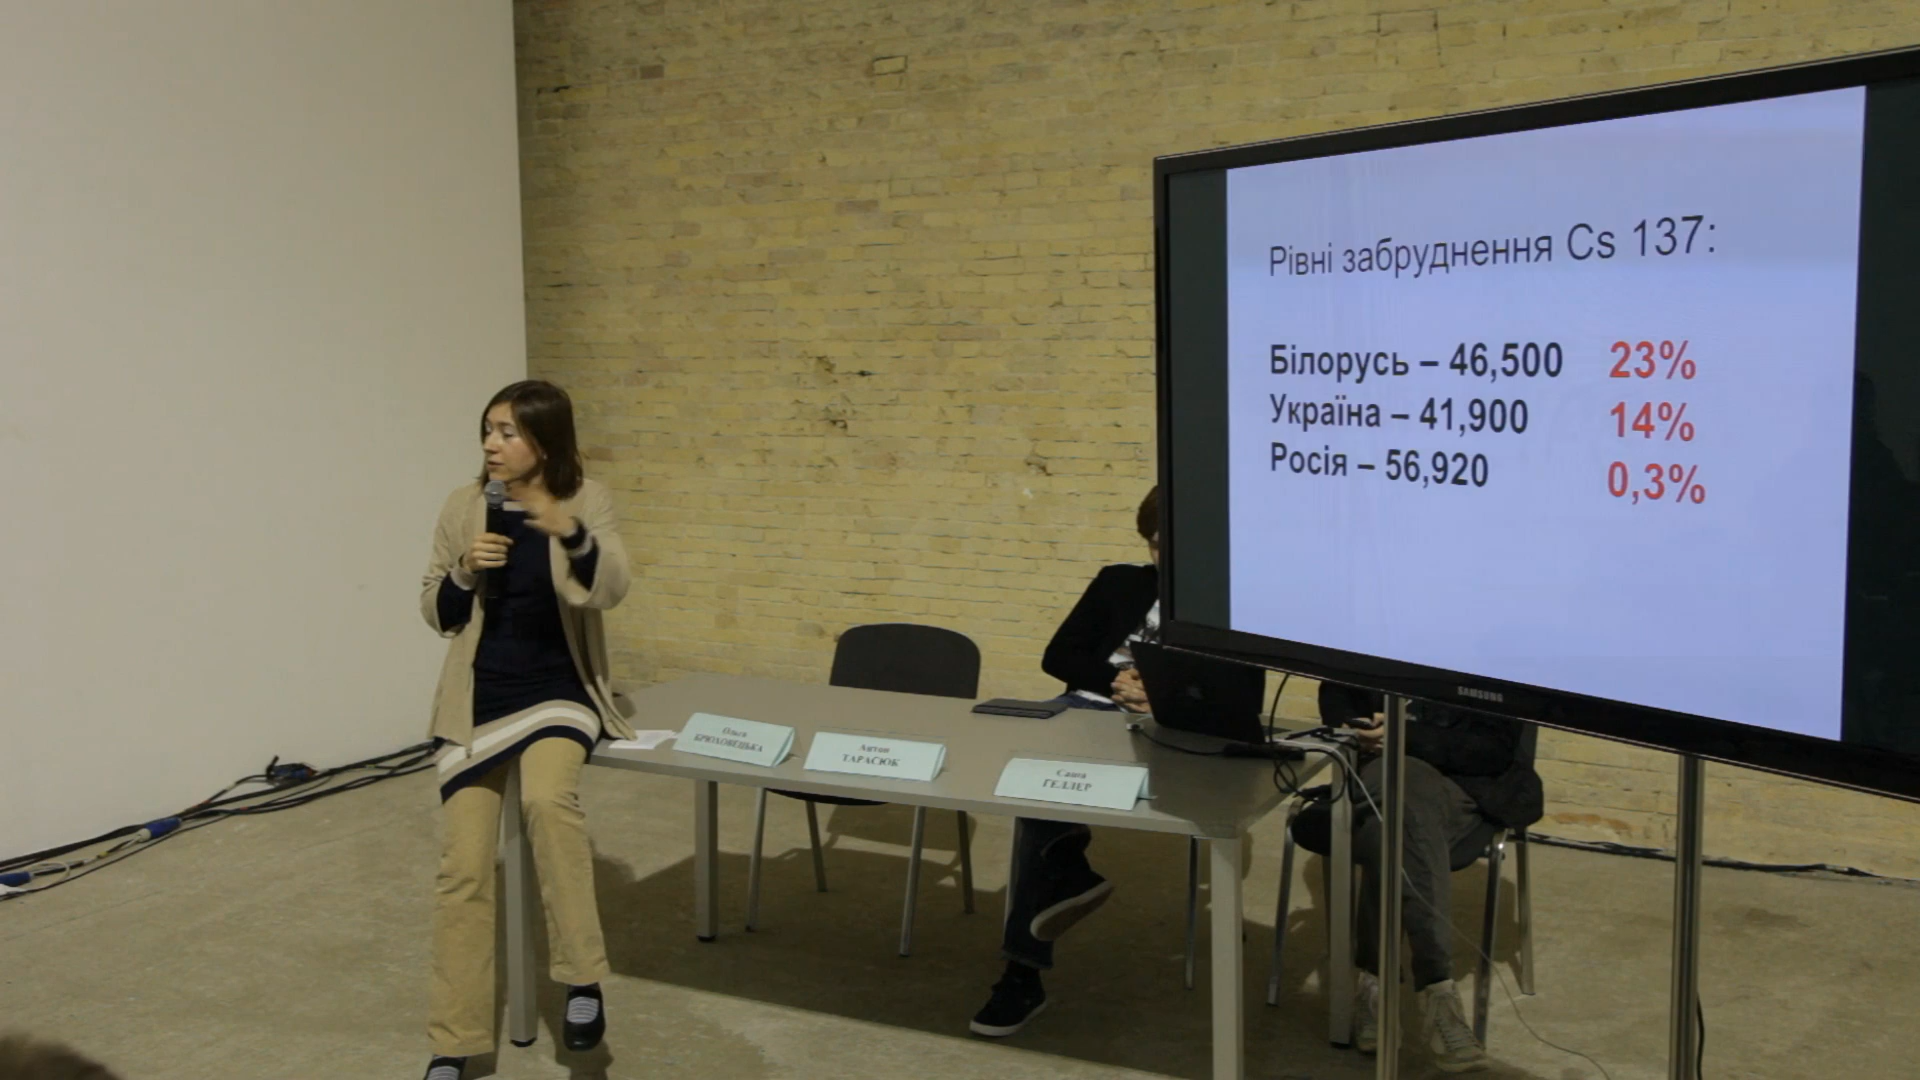 Рівні забруднення Cs 137:
Білорусь – 46,500 23%
Україна – 41,900 14%
Росія – 56,920 0,3%
SAMSUNG
Ольга
БРЮХОВЕЦЬКА
Антон
ТАРАСЮК
Саша
ГЕЛЛЕР